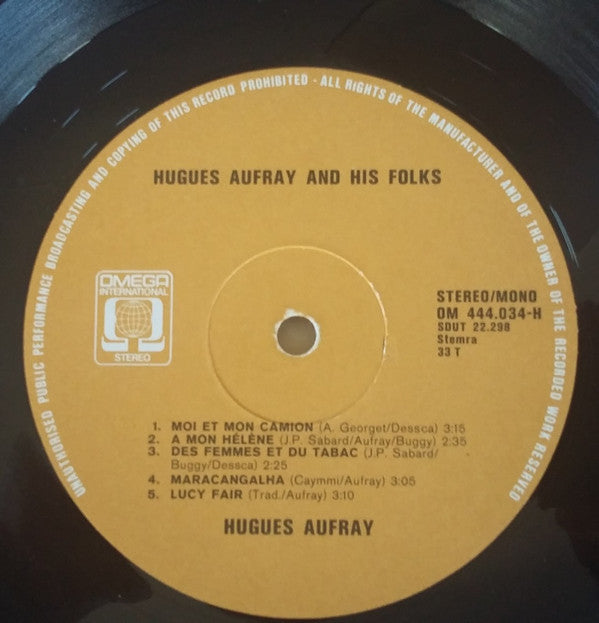 UNAUTHORISED PUBLIC PERFORMANCE BROADCASTING AND COPYING OF THIS RECORD PROHIBITED - ALL RIGHTS OF THE MANUFACTURER AND OF THE OWNER OF THE RECORDED WORK RESERVED
HUGUES AUFRAY AND HIS FOLKS
OMEGA
INTERNATIONAL
STEREO
STEREO/MONO
OM 444.034-H
SDUT 22.298
Stemra
33 T
1. MOI ET MON CAMION (A. Georget/Dessca) 3:15
2. A MON HÉLÈNE (J.P. Sabard/Aufray/Buggy) 2:35
3. DES FEMMES ET DU TABAC (J.P. Sabard/
Buggy/Dessca) 2:25
4. MARACANGALHA (Caymmi/Aufray) 3:05
5. LUCY FAIR (Trad./Aufray) 3:10
HUGUES AUFRAY